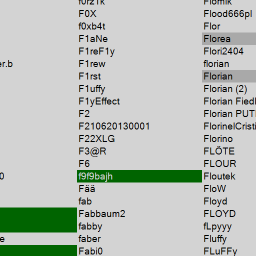 f0rz1k
F0X
f0xb4t
F1aNe
F1reF1y
F1rew
F1rst
F1uffy
F1yEffect
F2
F210620130001
F22XLG
F3@R
F6
f9f9bajh
Fää
fab
Fabbaum2
fabby
faber
Fabi0
Flomik
Flood666pl
Flor
Florea
Flori2404
florian
Florian
Florian (2)
Florian Fied
Florian PUT
FlorinelCristi
Florino
FLÖTE
FLOUR
Floutek
FloW
Floyd
FLOYD
fLpyyy
Fluffy
FLuFFy
er.b
0
e